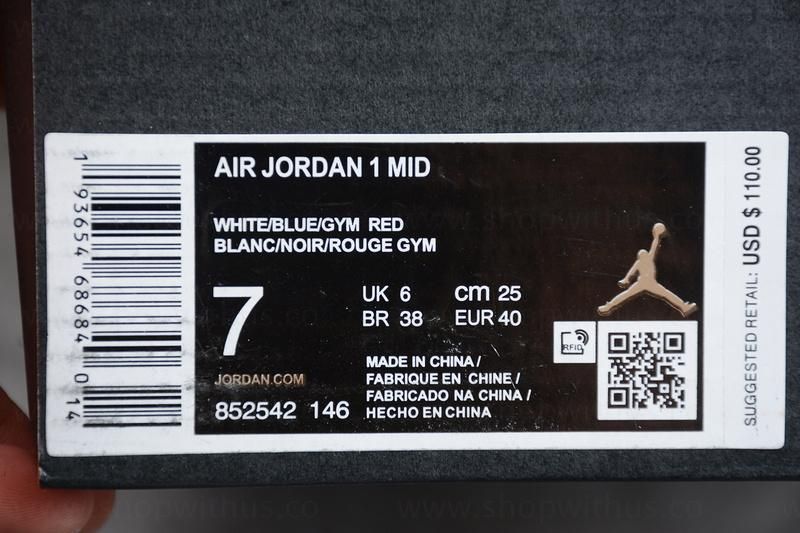 AIR JORDAN 1 MID
WHITE/BLUE/GYM RED
BLANC/NOIR/ROUGE GYM
7
UK 6 cm 25
BR 38 EUR 40
JORDAN.COM
852542 146
MADE IN CHINA /
FABRIQUE EN CHINE /
FABRICADO NA CHINA /
HECHO EN CHINA
RFID
1 93654 68684 0 14
SUGGESTED RETAIL: USD $ 110.00
www.shopwithus.co